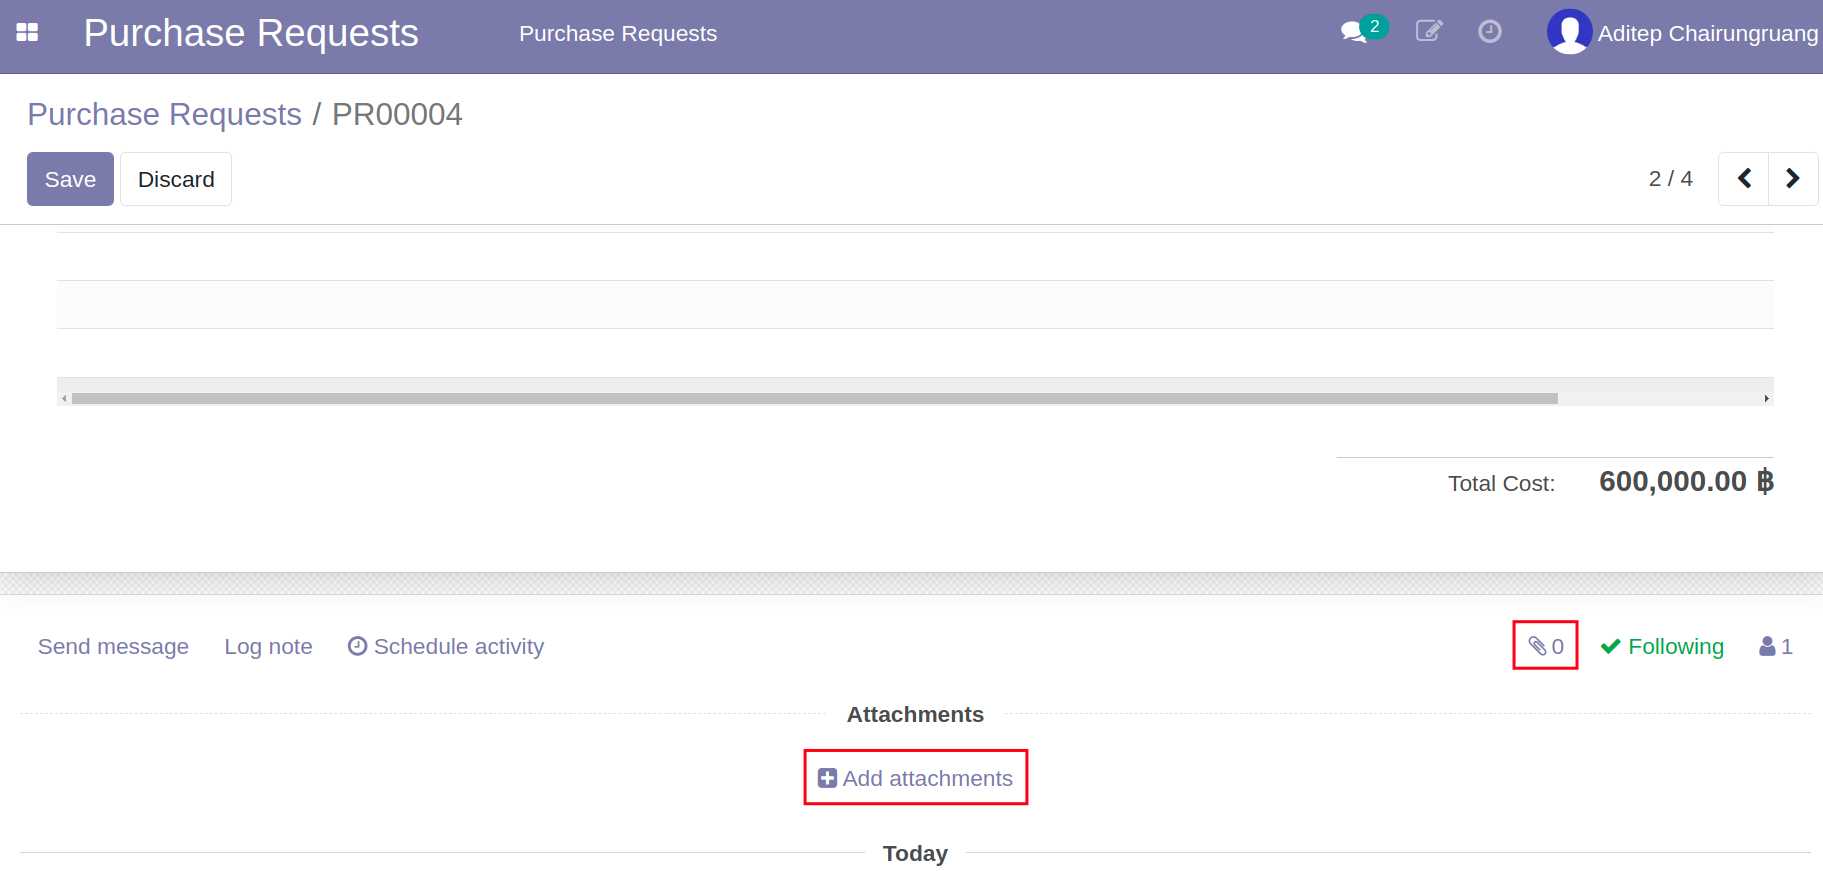 Purchase Requests Purchase Requests 2 Aditep Chairungruang
Purchase Requests / PR00004
Save Discard 2 / 4
Total Cost: 600,000.00 ฿
Send message Log note Schedule activity 0 Following 1
Attachments
Add attachments
Today